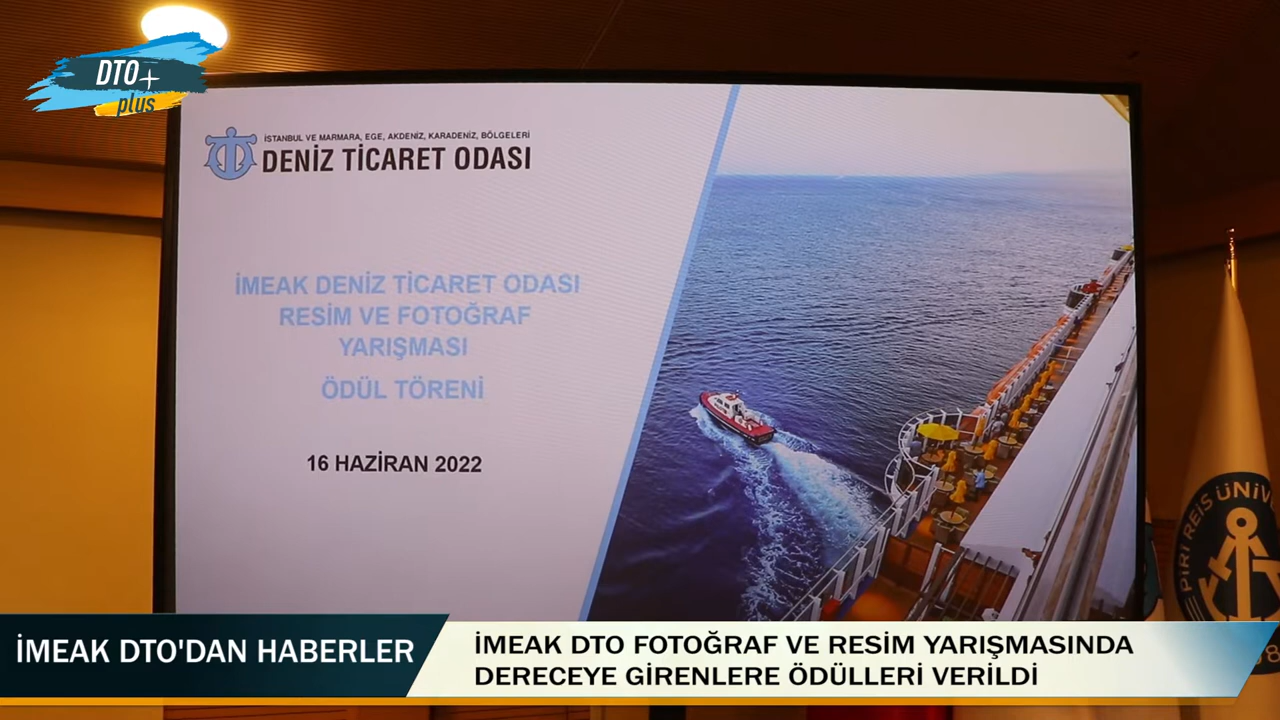 DTO+
plus
İSTANBUL VE MARMARA, EGE, AKDENİZ, KARADENİZ, BÖLGELERİ
DENİZ TİCARET ODASI
İMEAK DENİZ TİCARET ODASI
RESİM VE FOTOĞRAF
YARIŞMASI
ÖDÜL TÖRENİ
16 HAZİRAN 2022
PİRİ REİS ÜNİV
İMEAK DTO'DAN HABERLER
İMEAK DTO FOTOĞRAF VE RESİM YARIŞMASINDA
DERECEYE GİRENLERE ÖDÜLLERİ VERİLDİ